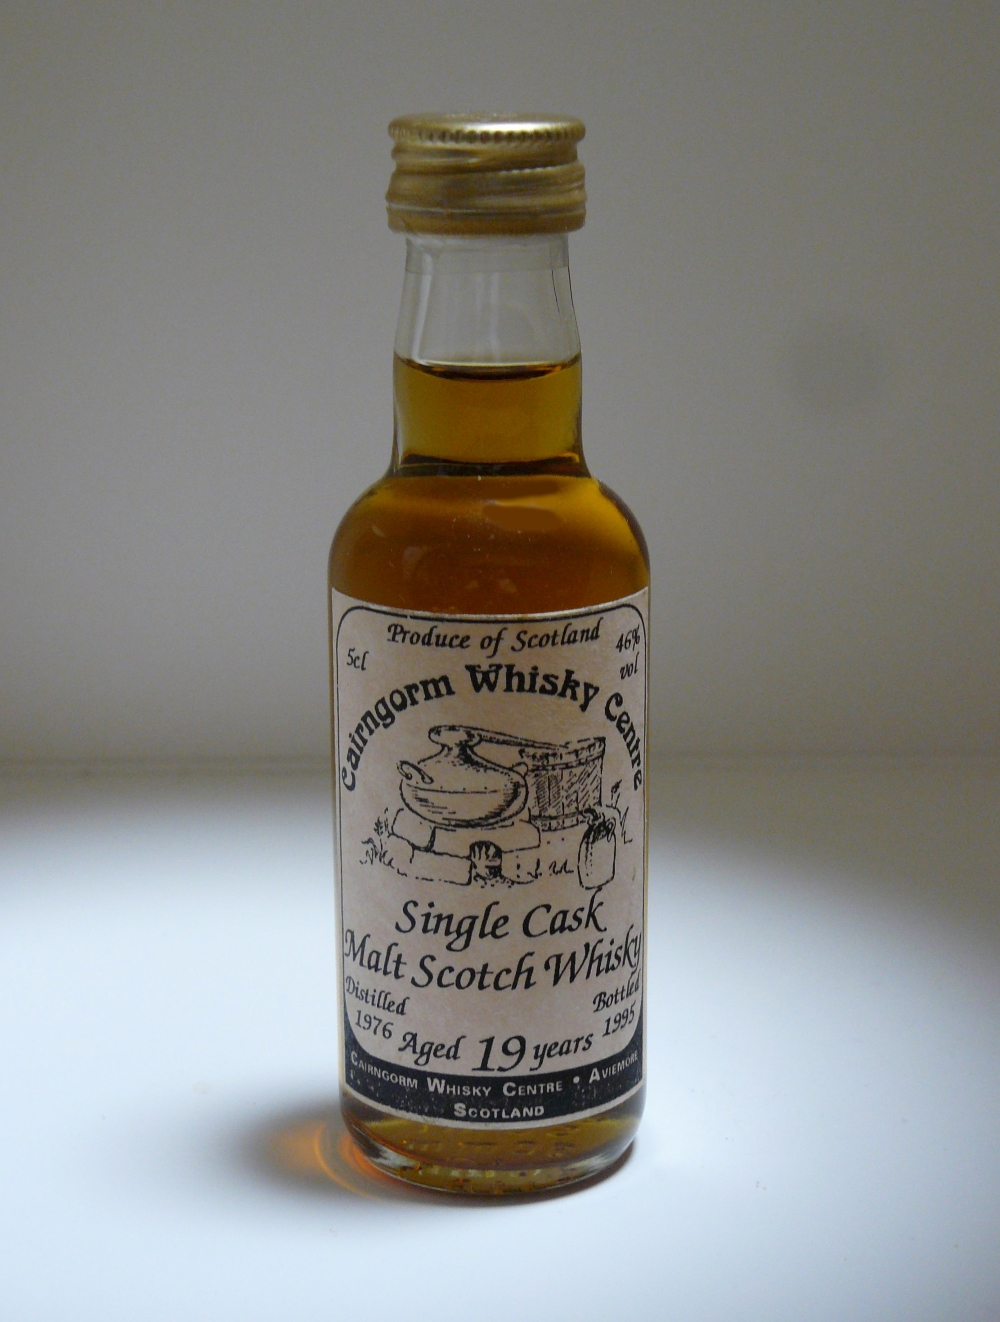 Produce of Scotland
5cl
46%
vol
Cairngorm Whisky Centre
Single Cask
Malt Scotch Whisky
Distilled
1976
Bottled
1995
Aged 19 years
CAIRNGORM WHISKY CENTRE • AVIEMORE
SCOTLAND